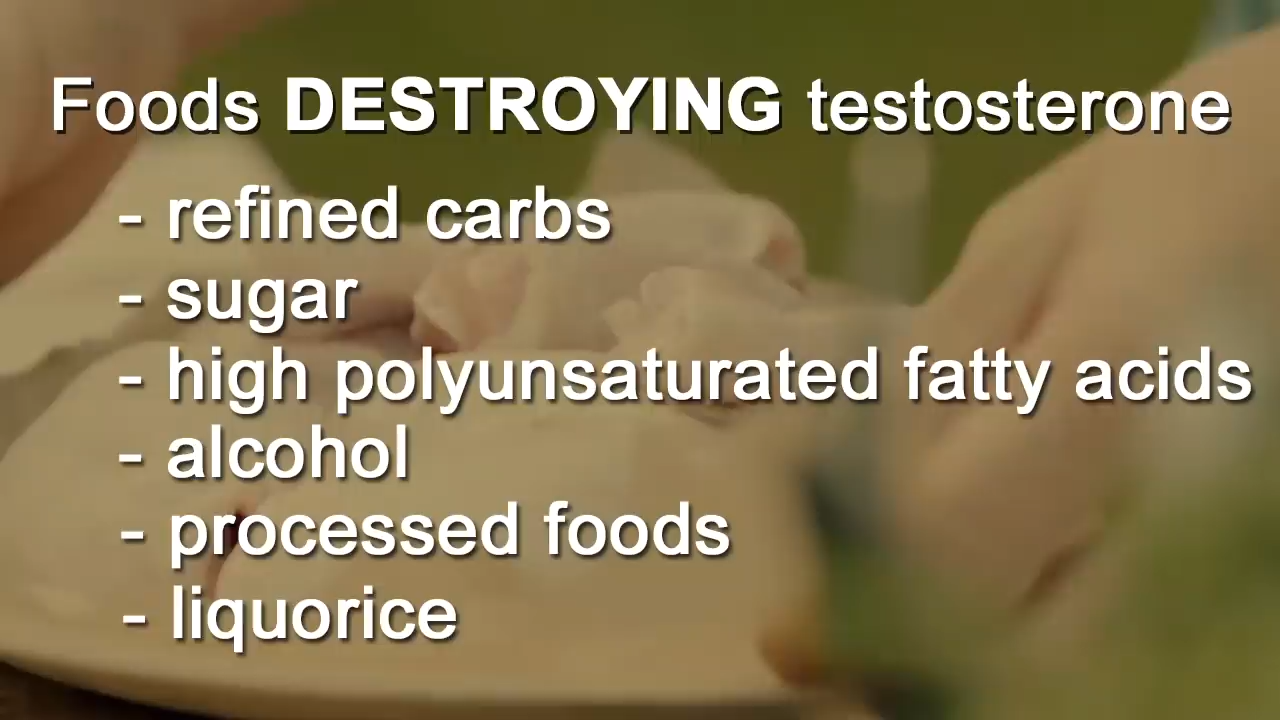 Foods DESTROYING testosterone
- refined carbs
- sugar
- high polyunsaturated fatty acids
- alcohol
- processed foods
- liquorice